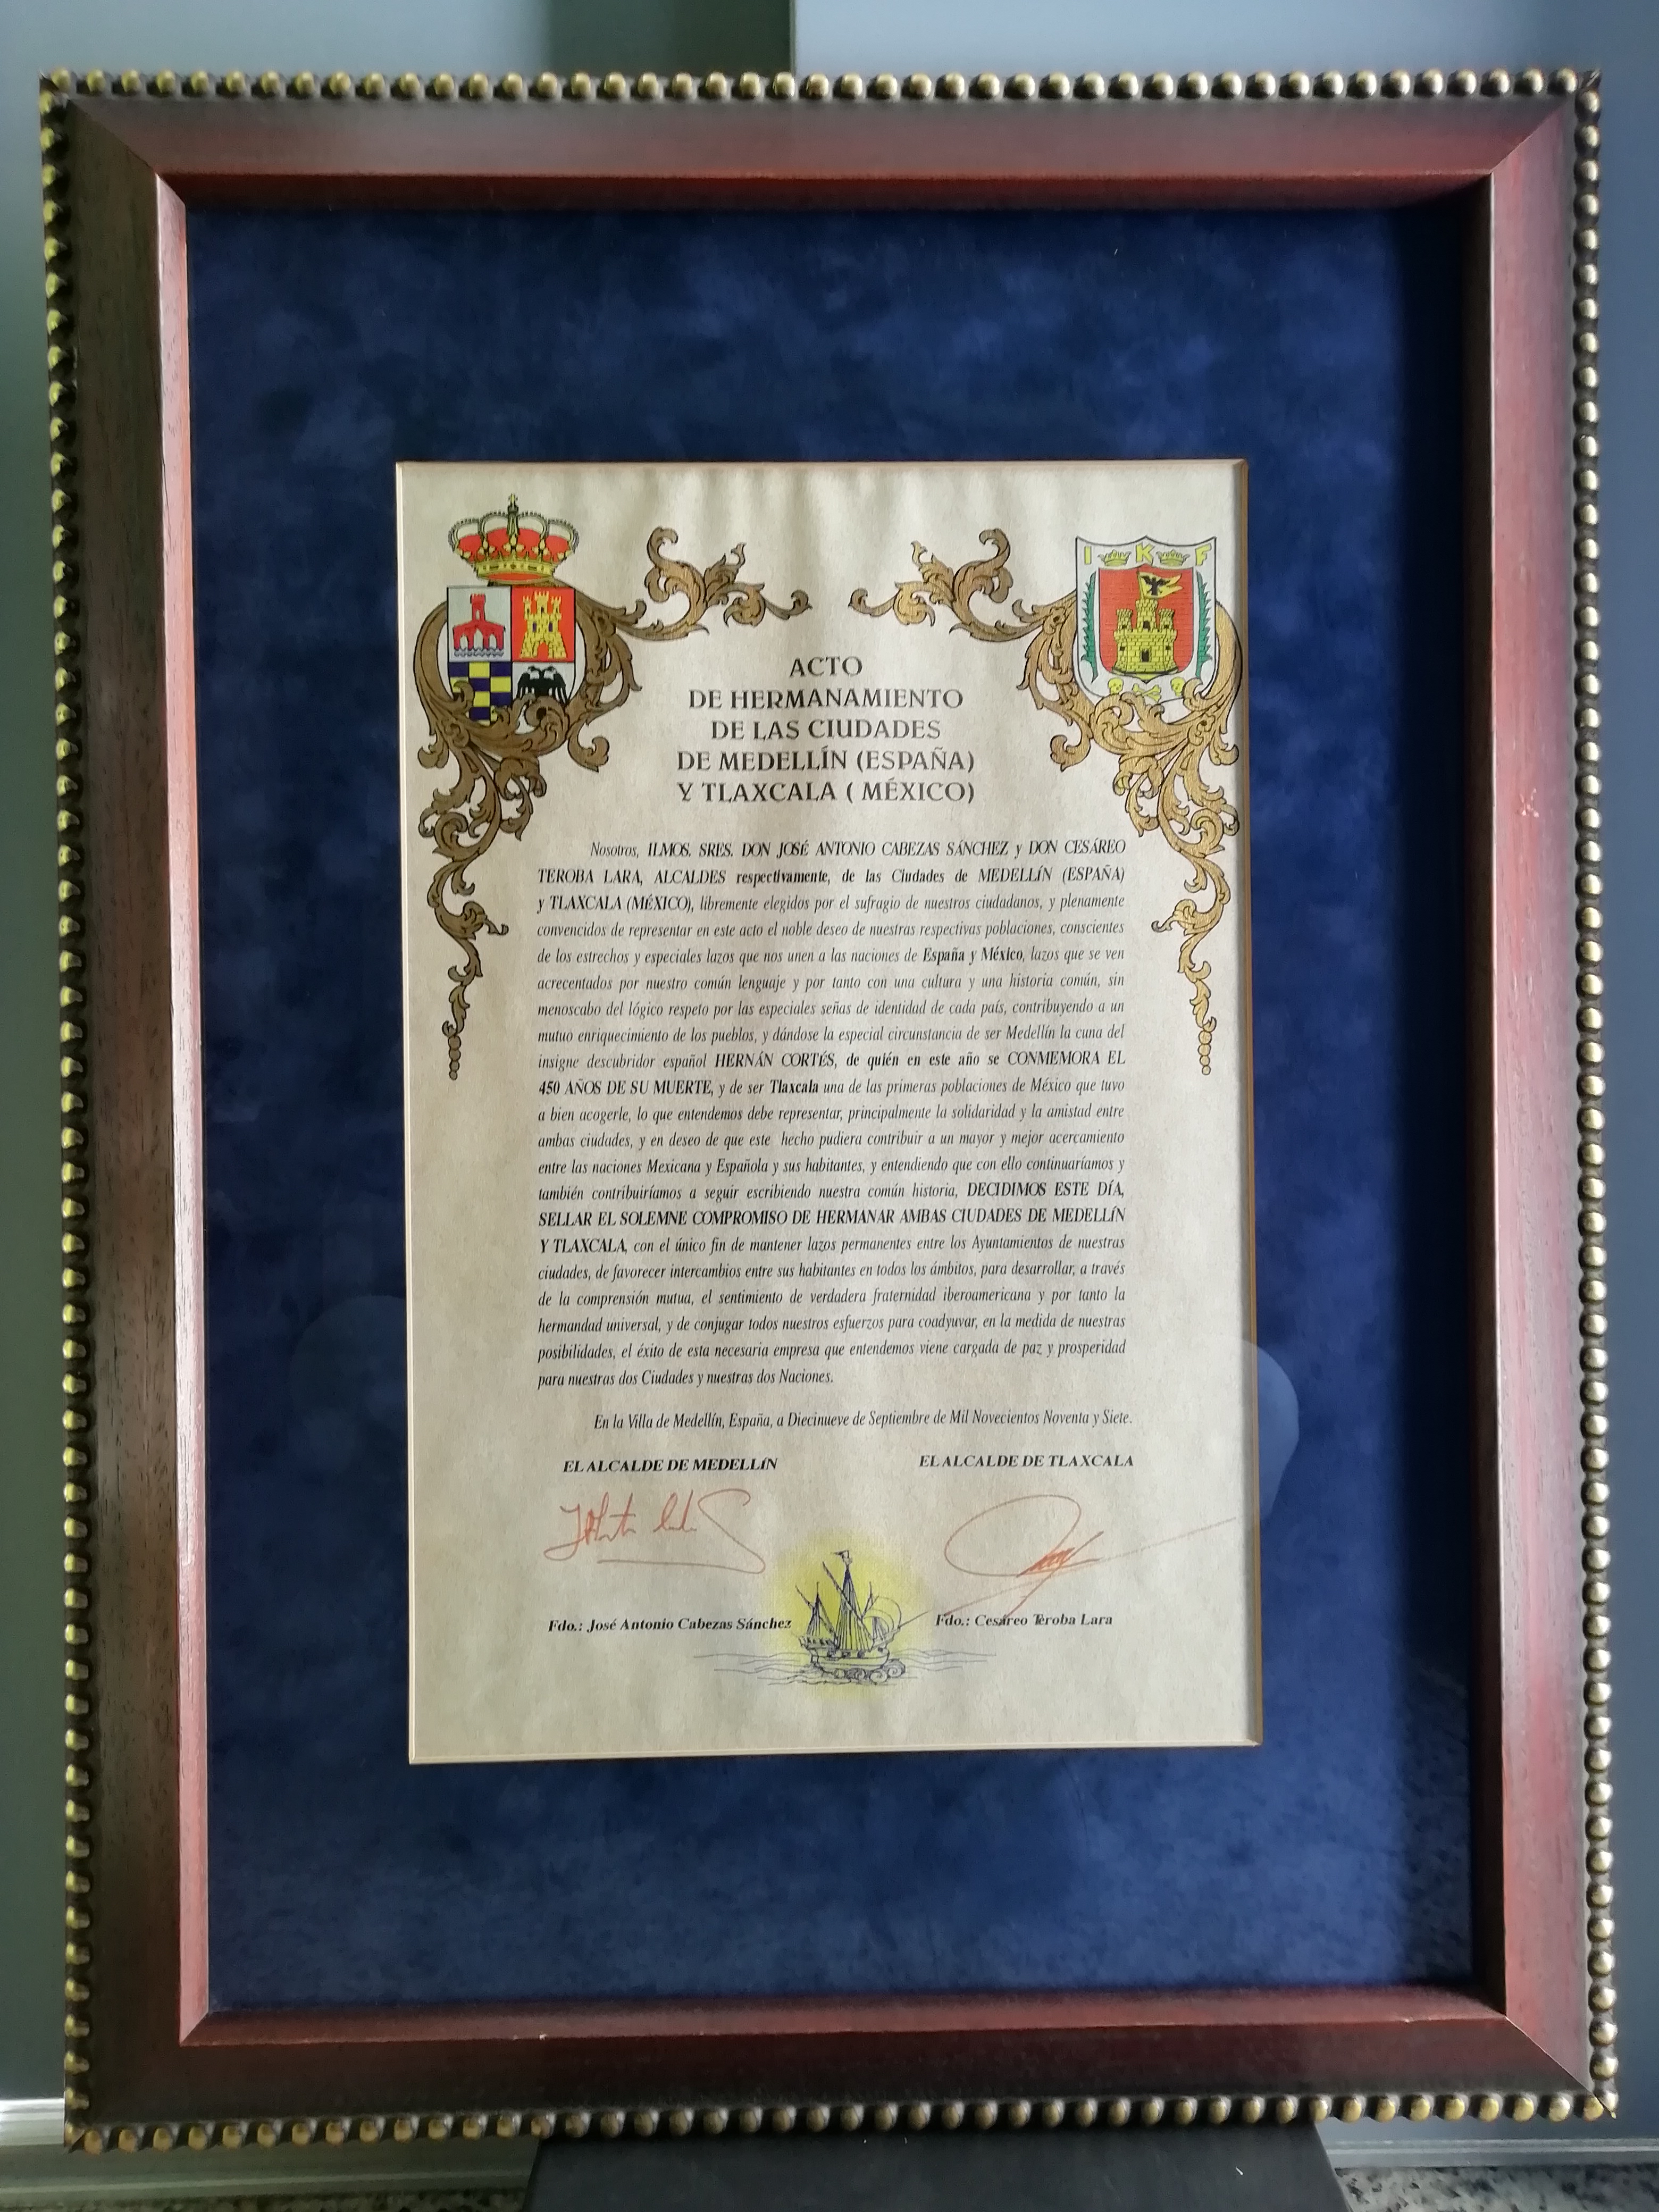 I K F
ACTO
DE HERMANAMIENTO
DE LAS CIUDADES
DE MEDELLÍN (ESPAÑA)
Y TLAXCALA ( MÉXICO)
Nosotros, ILMOS. SRES. DON JOSÉ ANTONIO CABEZAS SÁNCHEZ y DON CESÁREO
TEROBA LARA, ALCALDES respectivamente, de las Ciudades de MEDELLÍN (ESPAÑA)
y TLAXCALA (MÉXICO), libremente elegidos por el sufragio de nuestros ciudadanos, y plenamente
convencidos de representar en este acto el noble deseo de nuestras respectivas poblaciones, conscientes
de los estrechos y especiales lazos que nos unen a las naciones de España y México, lazos que se ven
acrecentados por nuestro común lenguaje y por tanto con una cultura y una historia común, sin
menoscabo del lógico respeto por las especiales señas de identidad de cada país, contribuyendo a un
mutuo enriquecimiento de los pueblos, y dándose la especial circunstancia de ser Medellín la cuna del
insigne descubridor español HERNÁN CORTÉS, de quién en este año se CONMEMORA EL
450 AÑOS DE SU MUERTE, y de ser Tlaxcala una de las primeras poblaciones de México que tuvo
a bien acogerle, lo que entendemos debe representar, principalmente la solidaridad y la amistad entre
ambas ciudades, y en deseo de que este hecho pudiera contribuir a un mayor y mejor acercamiento
entre las naciones Mexicana y Española y sus habitantes, y entendiendo que con ello continuaríamos y
también contribuiríamos a seguir escribiendo nuestra común historia, DECIDIMOS ESTE DÍA,
SELLAR EL SOLEMNE COMPROMISO DE HERMANAR AMBAS CIUDADES DE MEDELLÍN
Y TLAXCALA, con el único fin de mantener lazos permanentes entre los Ayuntamientos de nuestras
ciudades, de favorecer intercambios entre sus habitantes en todos los ámbitos, para desarrollar, a través
de la comprensión mutua, el sentimiento de verdadera fraternidad iberoamericana y por tanto la
hermandad universal, y de conjugar todos nuestros esfuerzos para coadyuvar, en la medida de nuestras
posibilidades, el éxito de esta necesaria empresa que entendemos viene cargada de paz y prosperidad
para nuestras dos Ciudades y nuestras dos Naciones.
En la Villa de Medellín, España, a Diecinueve de Septiembre de Mil Novecientos Noventa y Siete.
EL ALCALDE DE MEDELLÍN EL ALCALDE DE TLAXCALA
Fdo.: José Antonio Cabezas Sánchez Fdo.: Cesáreo Teroba Lara